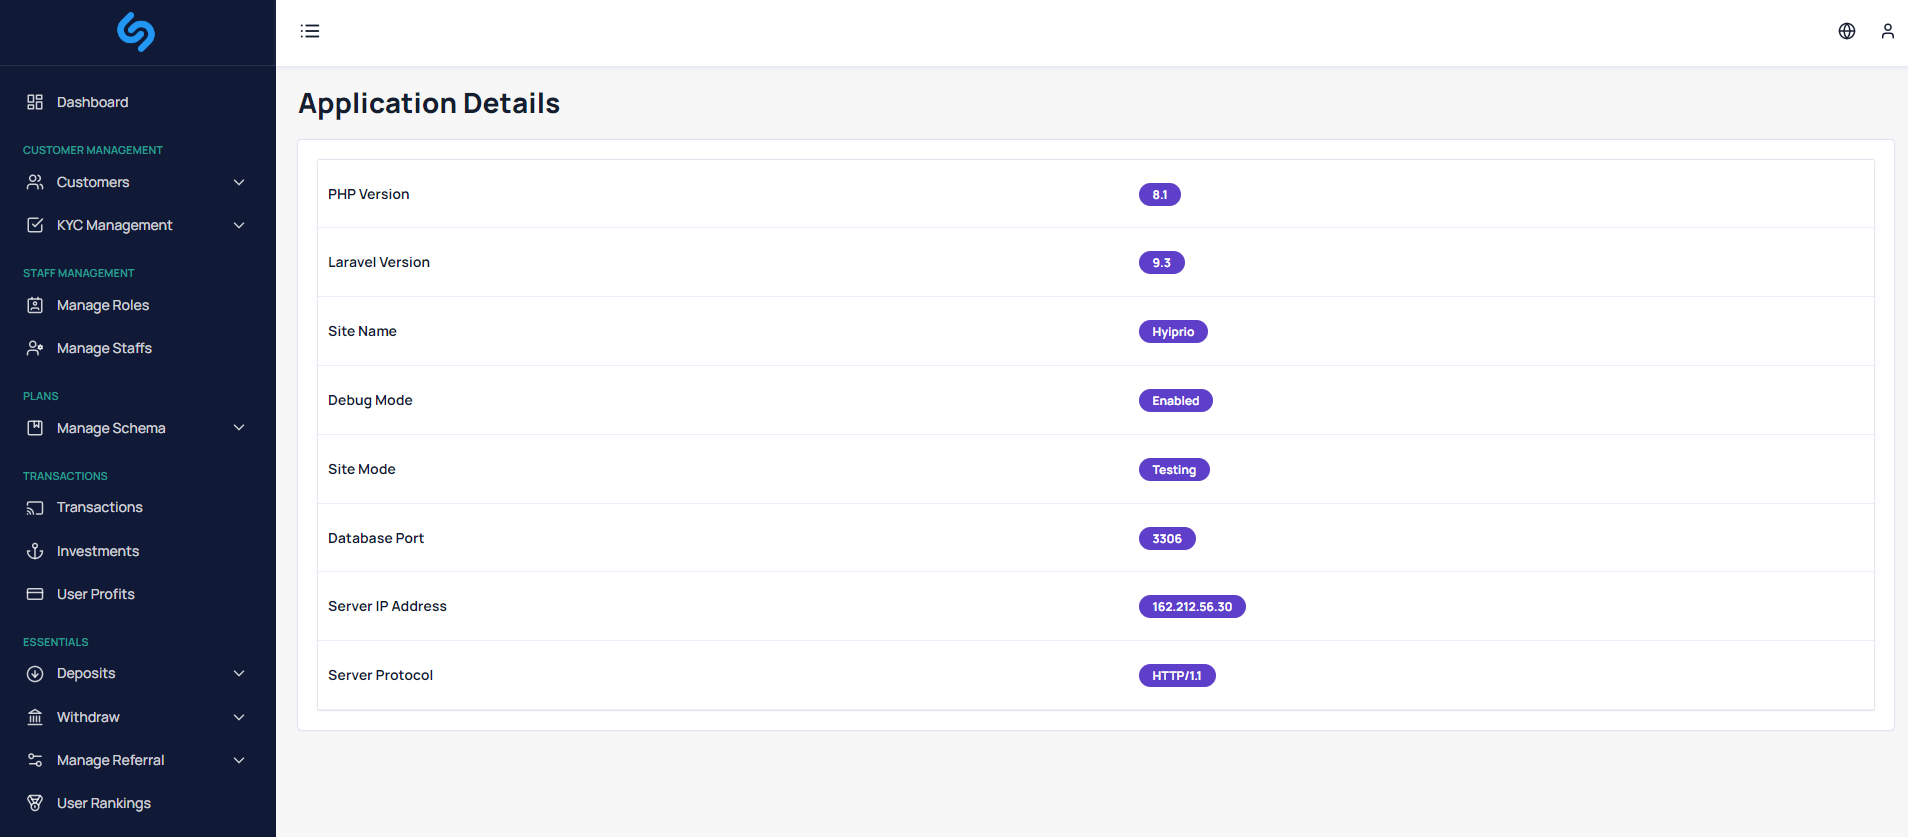 Dashboard
CUSTOMER MANAGEMENT
Customers
KYC Management
STAFF MANAGEMENT
Manage Roles
Manage Staffs
PLANS
Manage Schema
TRANSACTIONS
Transactions
Investments
User Profits
ESSENTIALS
Deposits
Withdraw
Manage Referral
User Rankings
Application Details
PHP Version 8.1
Laravel Version 9.3
Site Name Hyiprio
Debug Mode Enabled
Site Mode Testing
Database Port 3306
Server IP Address 162.212.56.30
Server Protocol HTTP/1.1